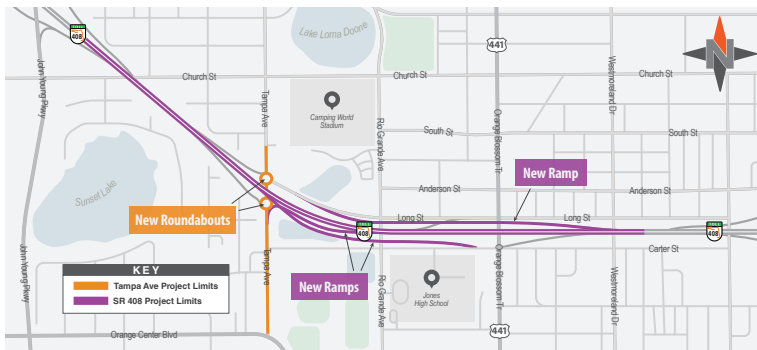 TOLL
408
Lake Lorna Doone
441
N
John Young Pkwy
Church St
Church St
Church St
Tampa Ave
Camping World
Stadium
Rio Grande Ave
Orange Blossom Tr
Westmoreland Dr
South St
South St
Sunset Lake
New Ramp
Anderson St
Anderson St
New Roundabouts
Long St
Long St
TOLL
408
TOLL
408
Carter St
John Young Pkwy
KEY
Tampa Ave Project Limits
SR 408 Project Limits
Tampa Ave
New Ramps
Rio Grande Ave
Jones
High School
Orange Blossom Tr
Westmoreland Dr
Orange Center Blvd
441